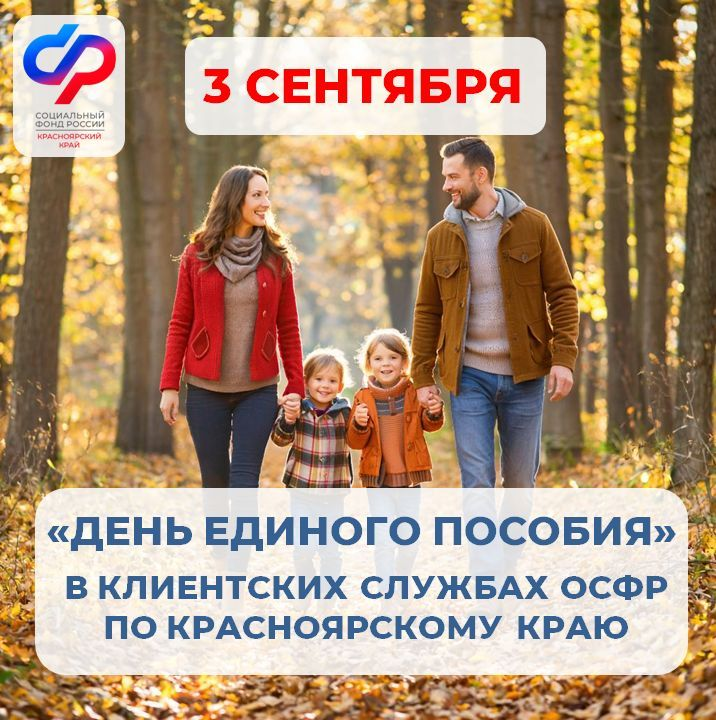 СОЦИАЛЬНЫЙ
ФОНД РОССИИ
КРАСНОЯРСКИЙ
КРАЙ
3 СЕНТЯБРЯ
«ДЕНЬ ЕДИНОГО ПОСОБИЯ»
В КЛИЕНТСКИХ СЛУЖБАХ ОСФР
ПО КРАСНОЯРСКОМУ КРАЮ